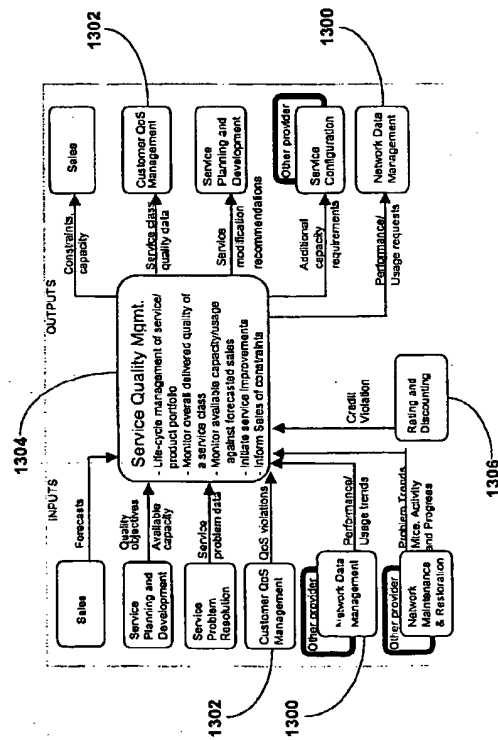 INPUTS
1304
OUTPUTS
Sales
Forecasts
Service
Planning and
Development
Quality
objectives
Available
capacity
Service
Problem
Resolution
Service
problem data
Customer QoS
Management
QoS violations
1302
Other provider
Network Data
Management
Performance/
Usage trends
1300
Other provider
Network
Maintenance
& Restoration
Problem Trends
Mtce. Activity
and Progress
Rating and
Discounting
Credit
Violation
1306
Service Quality Mgmt.
- Life-cycle management of service/
product portfolio
- Monitor overall delivered quality of
a service class
- Monitor available capacity/usage
against forecasted sales
- Initiate service improvements
- Inform Sales of constraints
Constraints,
capacity
Sales
Service class
quality data
Customer QoS
Management
1302
Service
modification
recommendations
Service
Planning and
Development
Additional
capacity
requirements
Other provider
Service
Configuration
Performance/
Usage requests
Network Data
Management
1300